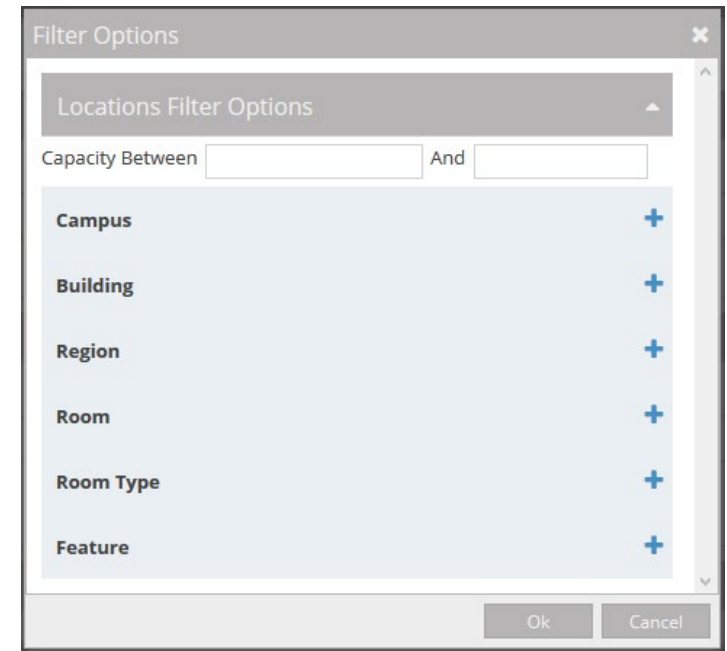 Filter Options
Locations Filter Options
Capacity Between And
Campus
Building
Region
Room
Room Type
Feature
Ok Cancel